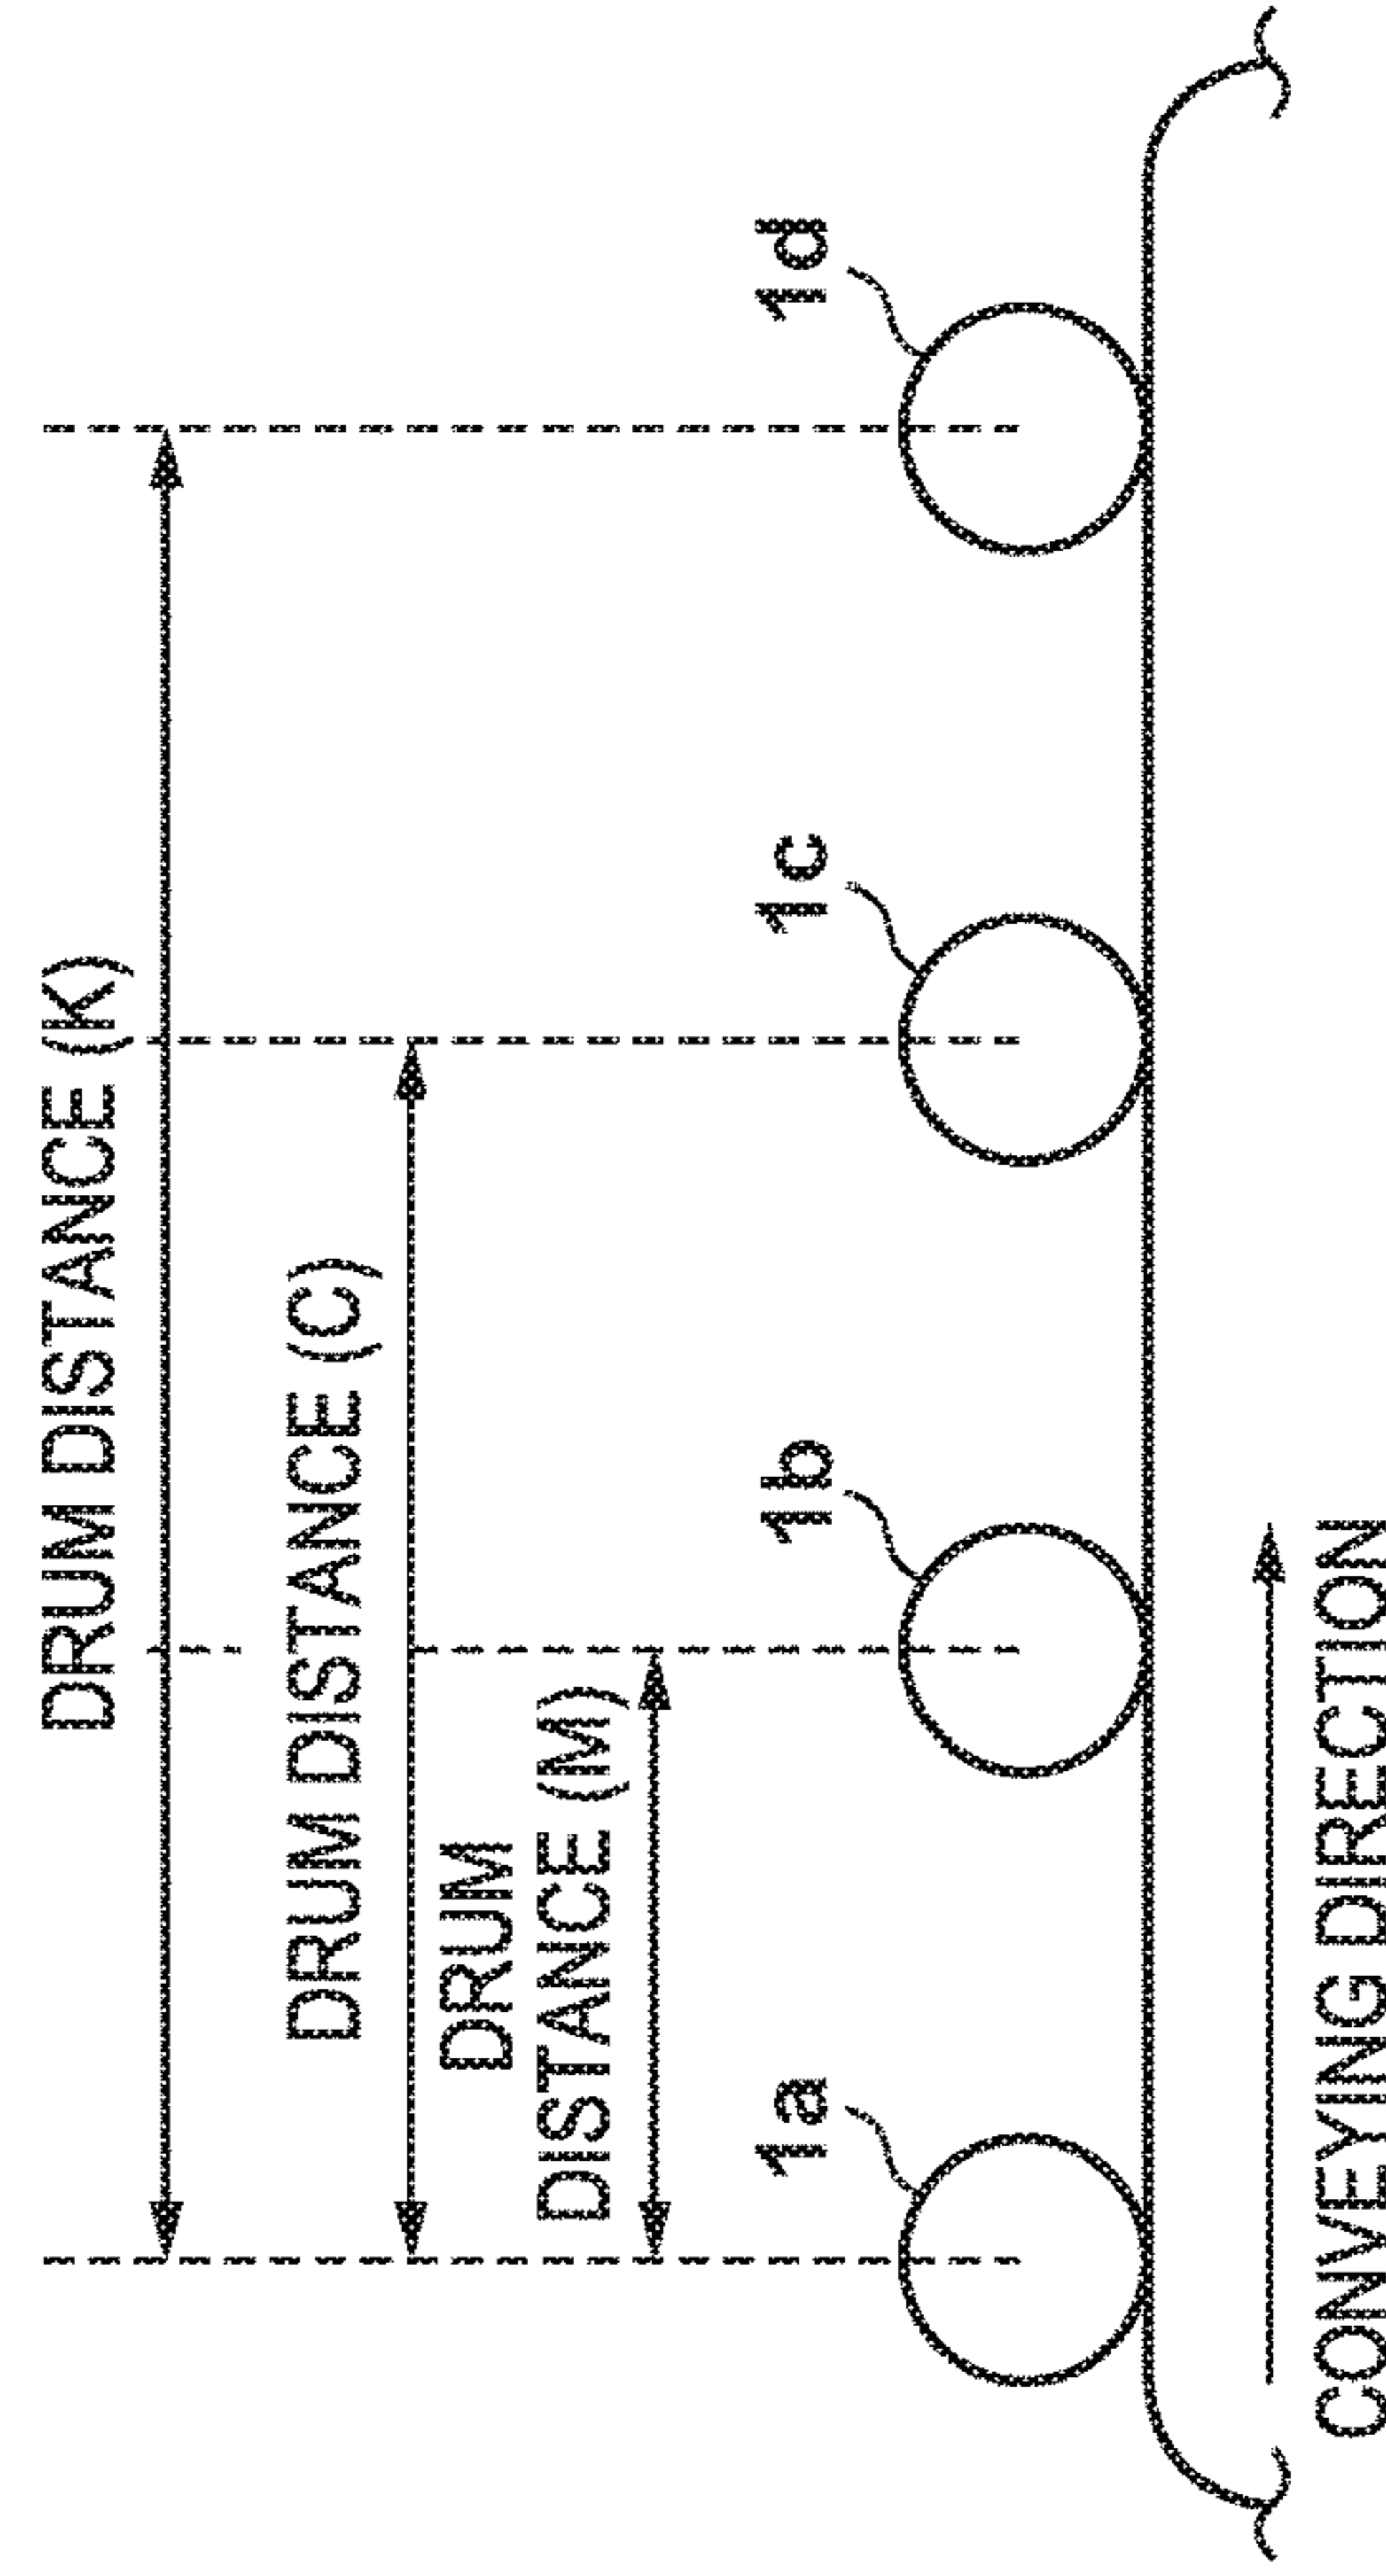 DRUM DISTANCE (K)
DRUM DISTANCE (C)
DRUM
DISTANCE (M)
1a
1b
1c
1d
CONVEYING DIRECTION